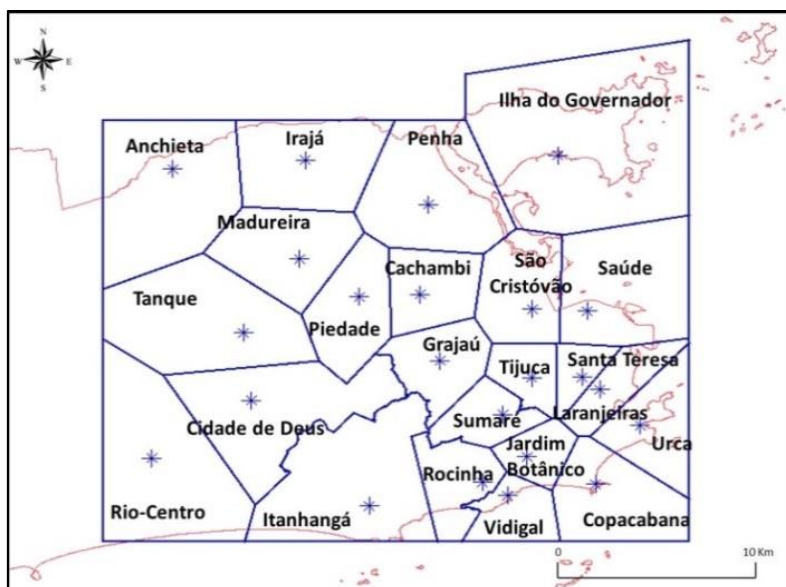 N
W E
S
Ilha do Governador
Anchieta
Irajá
Penha
Madureira
Cachambi
São
Cristóvão
Saúde
Tanque
Piedade
Grajaú
Tijuca
Santa Teresa
Cidade de Deus
Sumaré
Laranjeiras
Jardim
Botânico
Urca
Rocinha
Rio-Centro
Itanhangá
Vidigal
Copacabana
0 10 Km